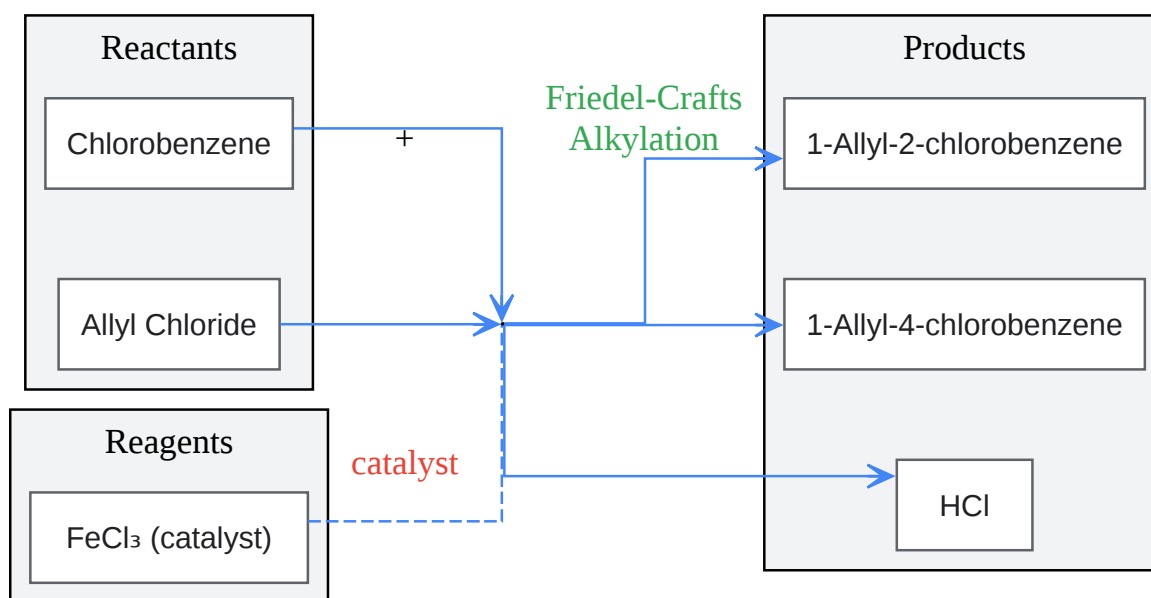 Reactants
Chlorobenzene
+
Allyl Chloride
Reagents
FeCl₃ (catalyst)
catalyst
Friedel-Crafts
Alkylation
Products
1-Allyl-2-chlorobenzene
1-Allyl-4-chlorobenzene
HCl